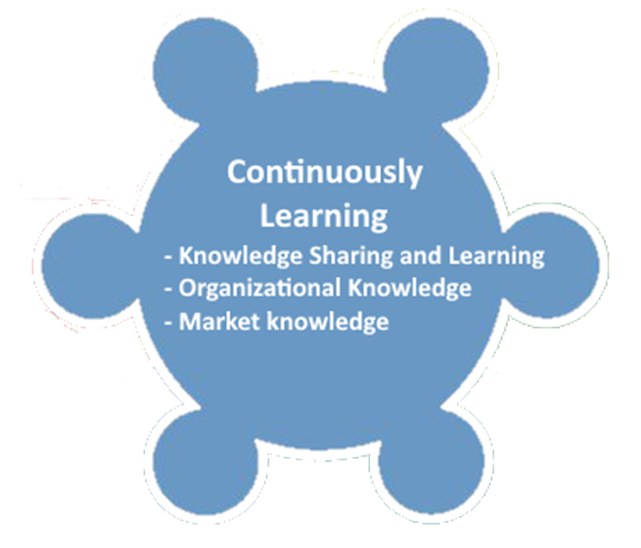 Continuously
Learning
- Knowledge Sharing and Learning
- Organizational Knowledge
- Market knowledge